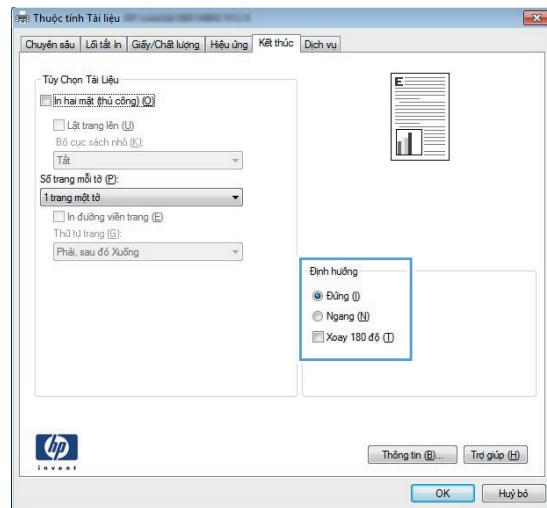 Thuộc tính Tài liệu
Chuyên sâu Lối tắt In Giấy/Chất lượng Hiệu ứng Kết thúc Dịch vụ
Tùy Chọn Tài Liệu
In hai mặt (thủ công) (O)
Lật trang lên (U)
Bố cục sách nhỏ (K):
Tắt
Số trang mỗi tờ (P):
1 trang một tờ
In đường viền trang (E)
Thứ tự trang (G):
Phải, sau đó Xuống
E
Định hướng
Đứng (I)
Ngang (N)
Xoay 180 độ (T)
hp
invent
Thông tin (B)... Trợ giúp (H)
OK Huỷ bỏ